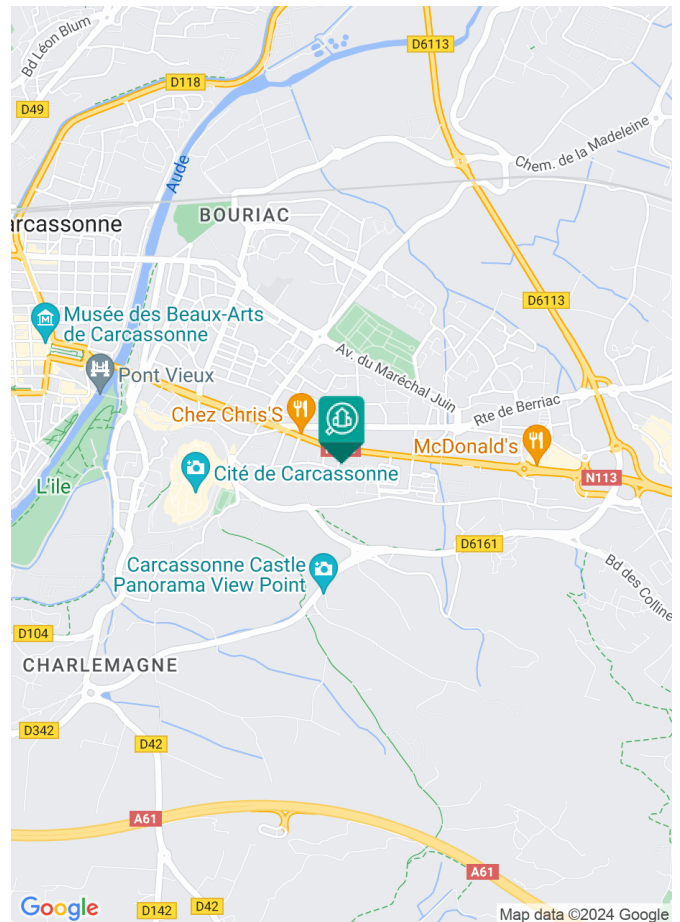 Bd Léon Blum
D6113
D118
D49
Aude
Chem. de la Madeleine
BOURIAC
arcassonne
D6113
Musée des Beaux-Arts
de Carcassonne
Av. du Maréchal Juin
Pont Vieux
Rte de Berriac
Chez Chris'S
McDonald's
Cité de Carcassonne
N113
L'ile
D6161
Carcassonne Castle
Panorama View Point
Bd des Colline
D104
CHARLEMAGNE
D342
D42
A61
A61
D142
D42
Google
Map data ©2024 Google